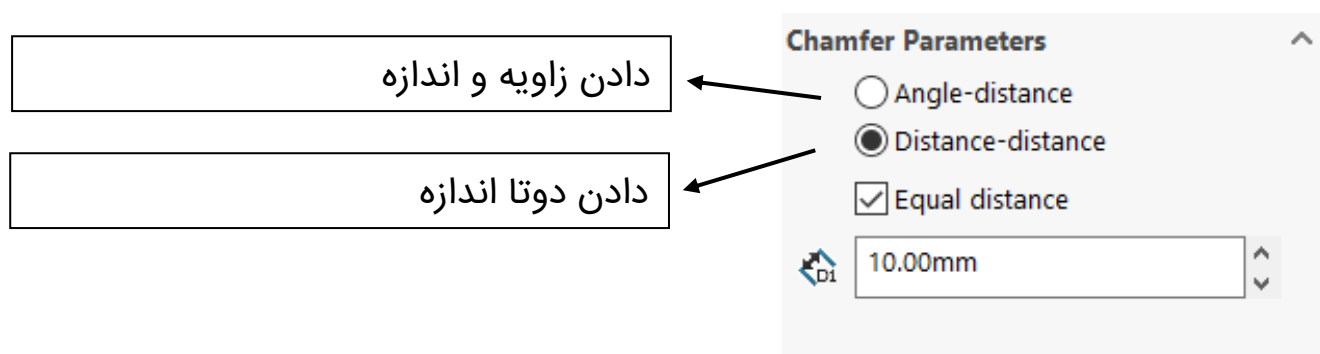 Chamfer Parameters
دادن زاویه و اندازه
Angle-distance
Distance-distance
دادن دوتا اندازه
Equal distance
D1
10.00mm